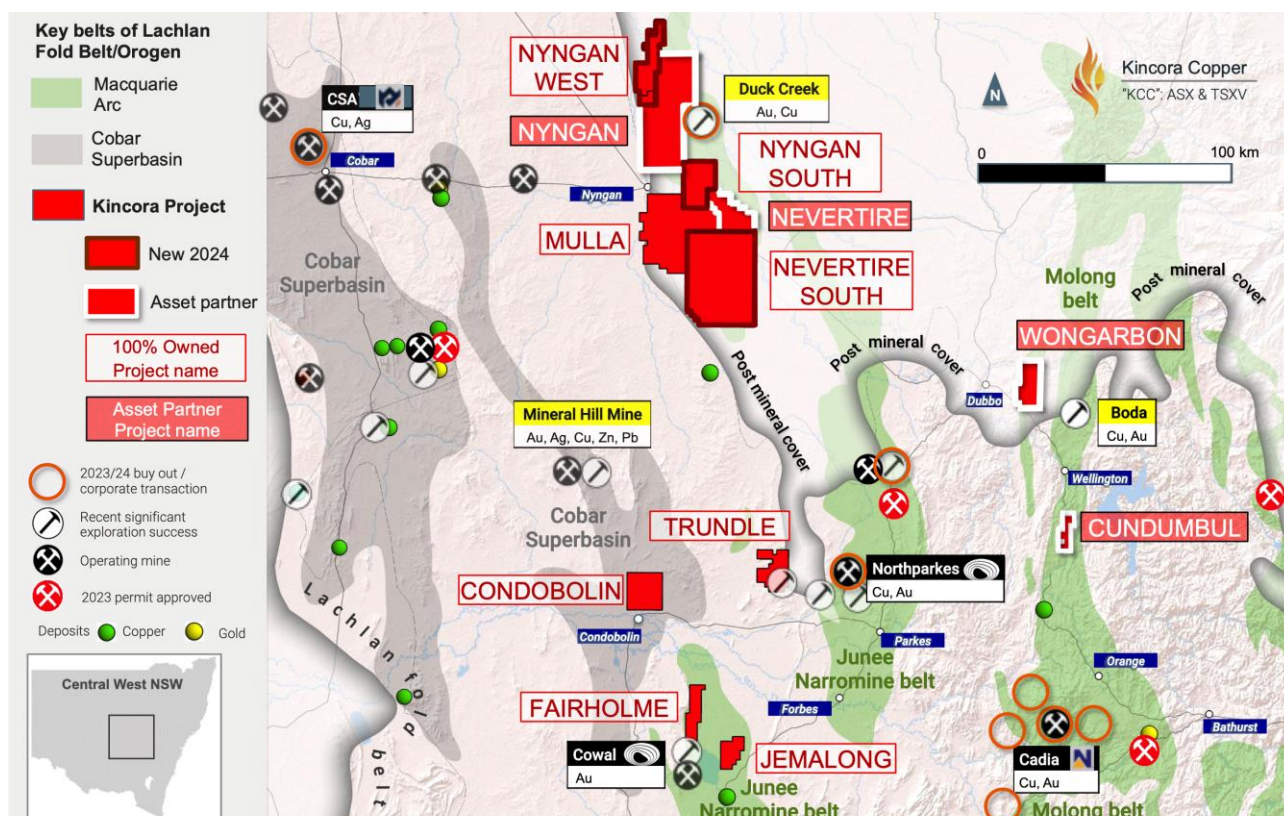 Key belts of Lachlan
Fold Belt/Orogen
Macquarie
Arc
Cobar
Superbasin
Kincora Project
New 2024
Asset partner
100% Owned
Project name
Asset Partner
Project name
2023/24 buy out /
corporate transaction
Recent significant
exploration success
Operating mine
2023 permit approved
Deposits
Copper
Gold
Central West NSW
NYNGAN
WEST
NYNGAN
Duck Creek
Au, Cu
Kincora Copper
"KCC": ASX & TSXV
N
0
100 km
CSA
Cu, Ag
Cobar
Nyngan
NYNGAN
SOUTH
NEVERTIRE
MULLA
NEVERTIRE
SOUTH
Cobar
Superbasin
Molong
belt
Post mineral cover
WONGARBON
Post mineral cover
Post mineral cover
Dubbo
Boda
Cu, Au
Mineral Hill Mine
Au, Ag, Cu, Zn, Pb
Wellington
Cobar
Superbasin
TRUNDLE
CUNDUMBUL
Northparkes
Cu, Au
CONDOBOLIN
Condobolin
Parkes
Lachlan fold belt
Junee
Narromine belt
Orange
FAIRHOLME
Forbes
Bathurst
Cowal
Au
JEMALONG
Cadia
Cu, Au
Junee
Narromine belt
Molong belt